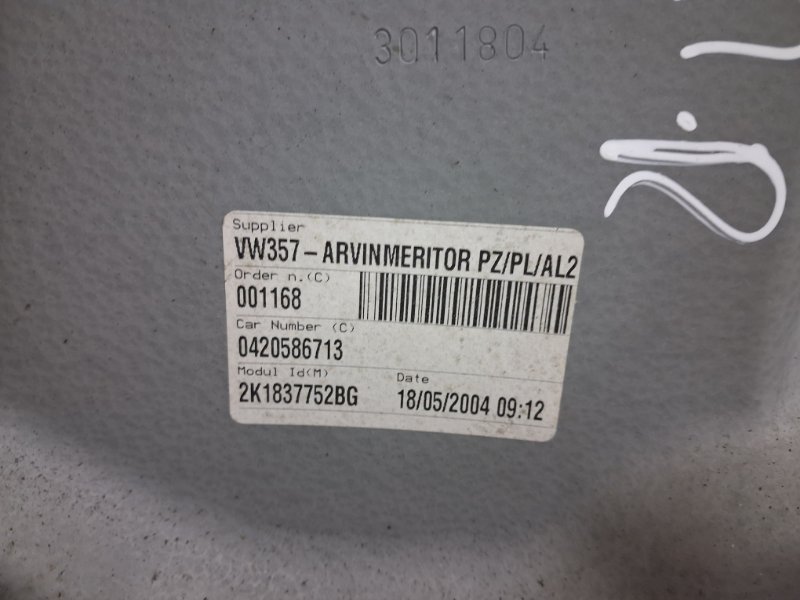 3011804
Supplier
VW357 - ARVINMERITOR PZ/PL/AL2
Order n.(C)
001168
Car Number (C)
0420586713
Modul Id(M)
2K1837752BG
Date
18/05/2004 09:12